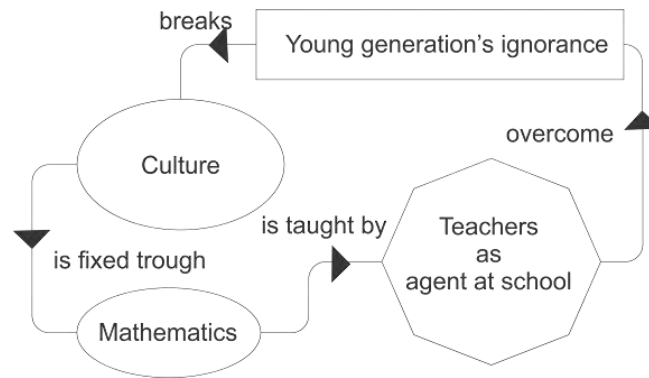 breaks
Young generation's ignorance
overcome
Culture
is taught by
Teachers
as
agent at school
is fixed trough
Mathematics